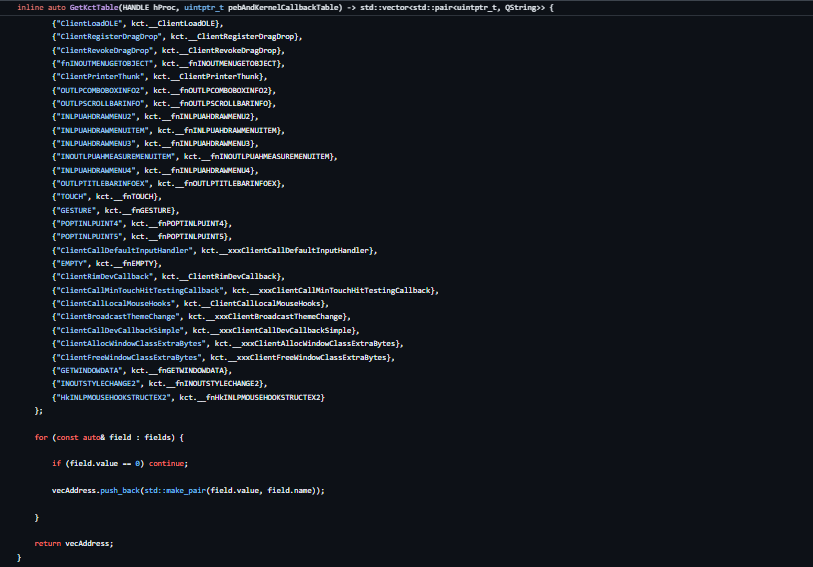 inline auto GetKctTable(HANDLE hProc, uintptr_t pebAndKernelCallbackTable) -> std::vector<std::pair<uintptr_t, QString>> {
{"ClientLoadOLE", kct.__ClientLoadOLE},
{"ClientRegisterDragDrop", kct.__ClientRegisterDragDrop},
{"ClientRevokeDragDrop", kct.__ClientRevokeDragDrop},
{"fnINOUTMENUGETOBJECT", kct.__fnINOUTMENUGETOBJECT},
{"ClientPrinterThunk", kct.__ClientPrinterThunk},
{"OUTLPCOMBOBOXINFO2", kct.__fnOUTLPCOMBOBOXINFO},
{"OUTLPSCROLLBARINFO", kct.__fnOUTLPSCROLLBARINFO},
{"INLPUAHDRAWMENU2", kct.__fnINLPUAHDRAWMENU2},
{"INLPUAHDRAWMENUITEM", kct.__fnINLPUAHDRAWMENUITEM},
{"INLPUAHDRAWMENU3", kct.__fnINLPUAHDRAWMENU3},
{"INOUTLPUAHMEASUREMENUITEM", kct.__fnINOUTLPUAHMEASUREMENUITEM},
{"INLPUAHDRAWMENU4", kct.__fnINLPUAHDRAWMENU4},
{"OUTLPTITLEBARINFOEX", kct.__fnOUTLPTITLEBARINFOEX},
{"TOUCH", kct.__fnTOUCH},
{"GESTURE", kct.__fnGESTURE},
{"POPTINLPUINT4", kct.__fnPOPTINLPUINT4},
{"POPTINLPUINT5", kct.__fnPOPTINLPUINT5},
{"ClientCallDefaultInputHandler", kct.__xxxClientCallDefaultInputHandler},
{"EMPTY", kct.__fnEMPTY},
{"ClientRimDevCallback", kct.__ClientRimDevCallback},
{"ClientCallMinTouchHitTestingCallback", kct.__xxxClientCallMinTouchHitTestingCallback},
{"ClientCallLocalMouseHooks", kct.__ClientCallLocalMouseHooks},
{"ClientBroadcastThemeChange", kct.__xxxClientBroadcastThemeChange},
{"ClientCallDevCallbackSimple", kct.__xxxClientCallDevCallbackSimple},
{"ClientAllocWindowClassExtraBytes", kct.__xxxClientAllocWindowClassExtraBytes},
{"ClientFreeWindowClassExtraBytes", kct.__xxxClientFreeWindowClassExtraBytes},
{"GETWINDOWDATA", kct.__fnGETWINDOWDATA},
{"INOUTSTYLECHANGE2", kct.__fnINOUTSTYLECHANGE2},
{"HkINLPMOUSEHOOKSTRUCTEX2", kct.__fnHkINLPMOUSEHOOKSTRUCTEX2}
};
for (const auto& field : fields) {
if (field.value == 0) continue;
vecAddress.push_back(std::make_pair(field.value, field.name));
}
return vecAddress;
}